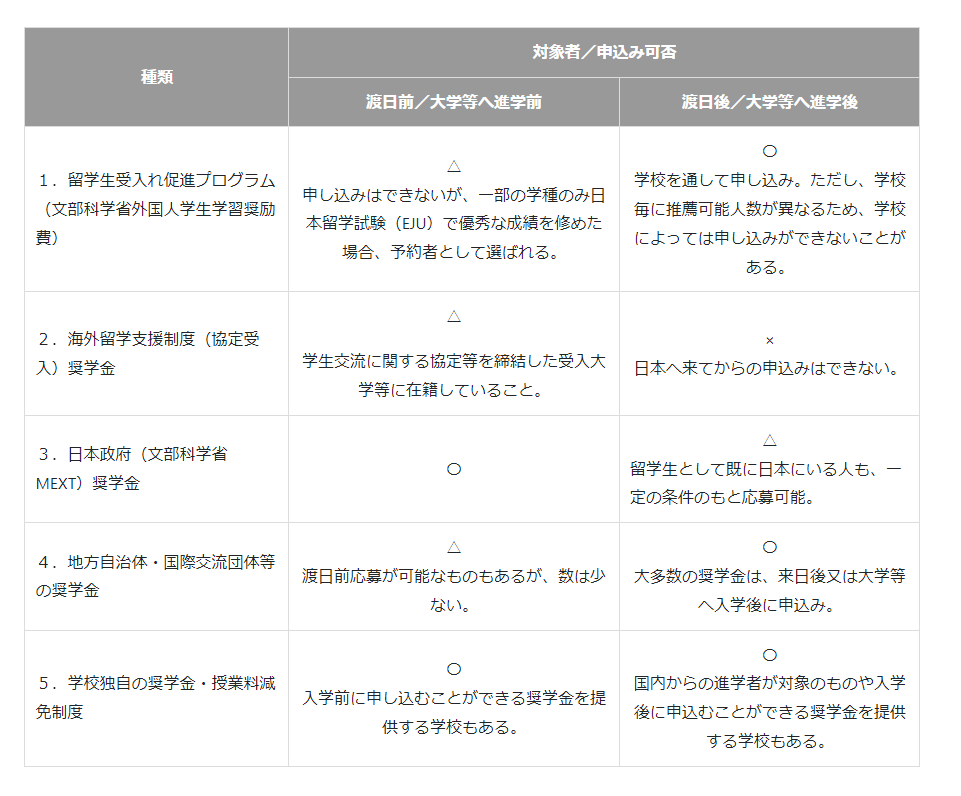 種類
対象者／申込み可否
渡日前／大学等へ進学前
渡日後／大学等へ進学後
１．留学生受入れ促進プログラム
（文部科学省外国人学生学習奨励
費）
△
申し込みはできないが、一部の学種のみ日
本留学試験（EJU）で優秀な成績を修めた
場合、予約者として選ばれる。
○
学校を通して申し込み。ただし、学校
毎に推薦可能人数が異なるため、学校
によっては申し込みができないことが
ある。
２．海外留学支援制度（協定受
入）奨学金
△
学生交流に関する協定等を締結した受入大
学等に在籍していること。
×
日本へ来てからの申込みはできない。
３．日本政府（文部科学省
MEXT）奨学金
○
△
留学生として既に日本にいる人も、一
定の条件のもと応募可能。
４．地方自治体・国際交流団体等
の奨学金
△
渡日前応募が可能なものもあるが、数は少
ない。
○
大多数の奨学金は、来日後又は大学等
へ入学後に申込み。
５．学校独自の奨学金・授業料減
免制度
○
入学前に申し込むことができる奨学金を提
供する学校もある。
○
国内からの進学者が対象のものや入学
後に申込むことができる奨学金を提供
する学校もある。